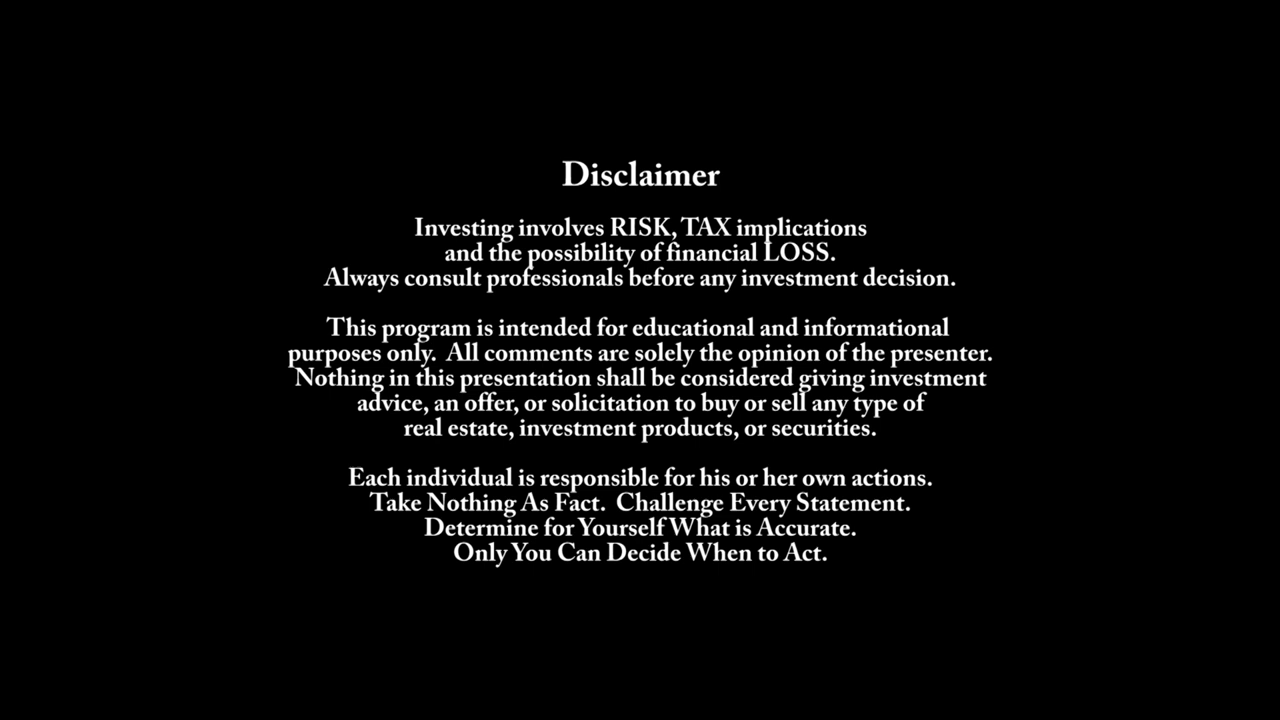 Disclaimer
Investing involves RISK, TAX implications
and the possibility of financial LOSS.
Always consult professionals before any investment decision.
This program is intended for educational and informational
purposes only.  All comments are solely the opinion of the presenter.
Nothing in this presentation shall be considered giving investment
advice, an offer, or solicitation to buy or sell any type of
real estate, investment products, or securities.
Each individual is responsible for his or her own actions.
Take Nothing As Fact.  Challenge Every Statement.
Determine for Yourself What is Accurate.
Only You Can Decide When to Act.